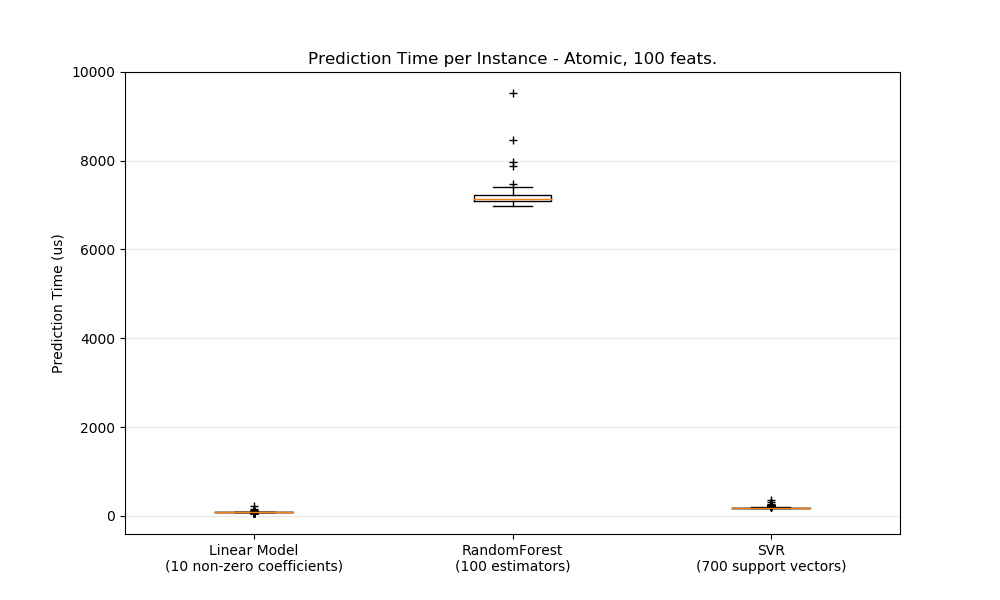 Prediction Time per Instance - Atomic, 100 feats.
10000
8000
6000
4000
2000
0
Prediction Time (us)
Linear Model
(10 non-zero coefficients)
RandomForest
(100 estimators)
SVR
(700 support vectors)